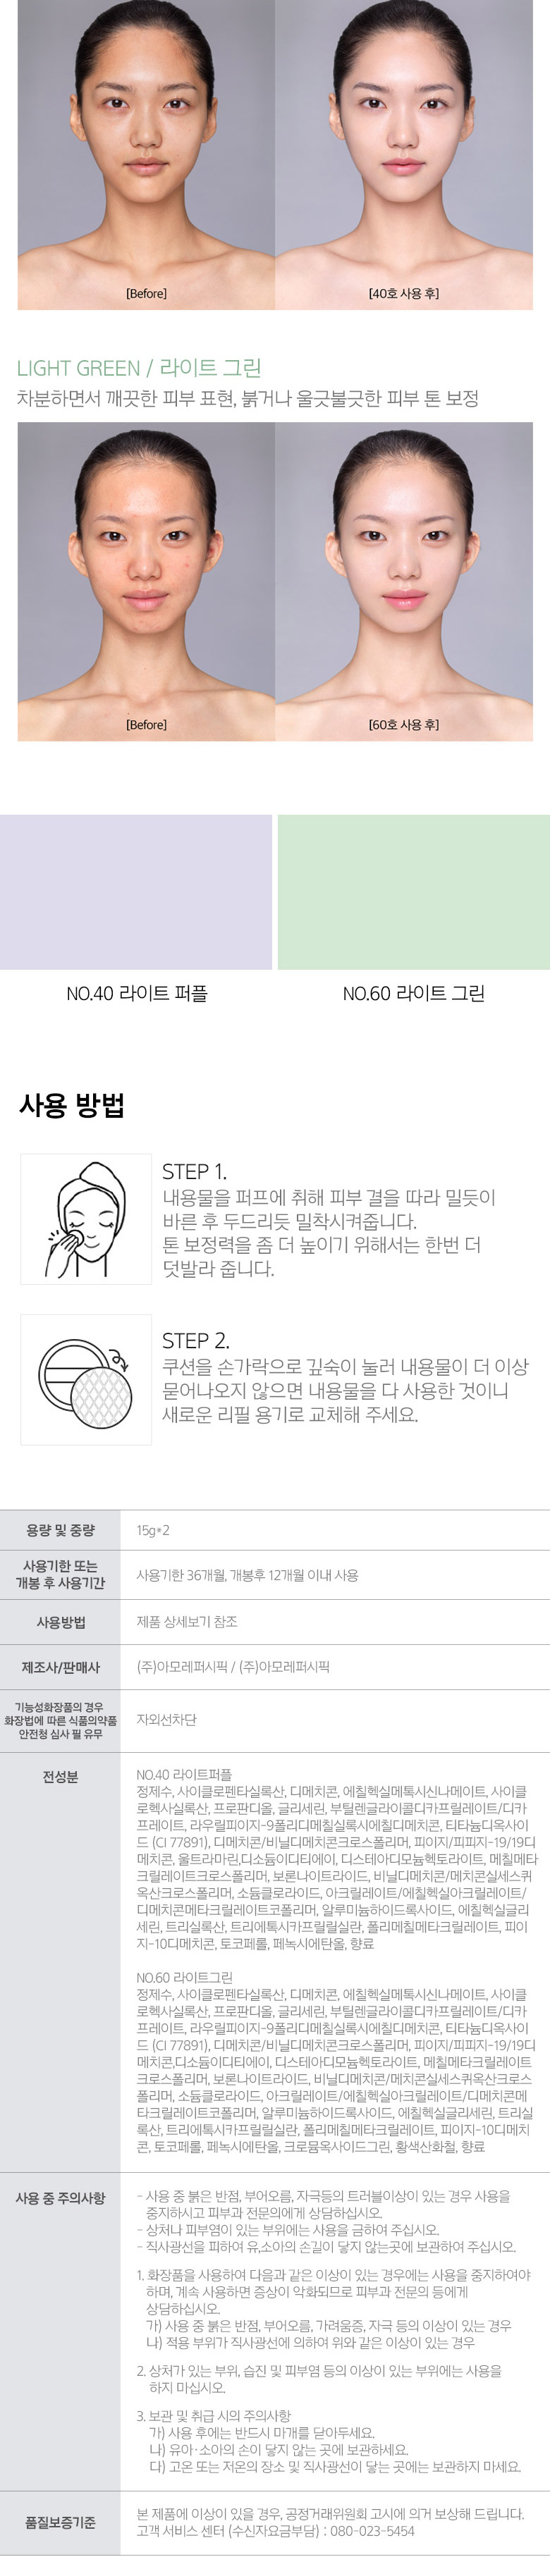 [Before]
[40호 사용 후]
LIGHT GREEN / 라이트 그린
차분하면서 깨끗한 피부 표현, 붉거나 울긋불긋한 피부 톤 보정
[Before]
[60호 사용 후]
NO.40 라이트 퍼플
NO.60 라이트 그린
사용 방법
STEP 1.
내용물을 퍼프에 취해 피부 결을 따라 밀듯이
바른 후 두드리듯 밀착시켜줍니다.
톤 보정력을 좀 더 높이기 위해서는 한번 더
덧발라 줍니다.
STEP 2.
쿠션을 손가락으로 깊숙이 눌러 내용물이 더 이상
묻어나오지 않으면 내용물을 다 사용한 것이니
새로운 리필 용기로 교체해 주세요.
용량 및 중량
15g*2
사용기한 또는
개봉 후 사용기간
사용기한 36개월, 개봉후 12개월 이내 사용
사용방법
제품 상세보기 참조
제조사/판매사
(주)아모레퍼시픽 / (주)아모레퍼시픽
기능성화장품의 경우
화장법에 따른 식품의약품
안전청 심사 필 유무
자외선차단
전성분
NO.40 라이트퍼플
정제수, 사이클로펜타실록산, 디메치콘, 에칠헥실메톡시신나메이트, 사이클
로헥사실록산, 프로판디올, 글리세린, 부틸렌글라이콜디카프릴레이트/디카
프레이트, 라우릴피이지-9폴리디메칠실록시에칠디메치콘, 티타늄디옥사이
드 (CI 77891), 디메치콘/비닐디메치콘크로스폴리머, 피이지/피피지-19/19디
메치콘, 울트라마린,디소듐이디티에이, 디스테아디모늄헥토라이트, 메칠메타
크릴레이트크로스폴리머, 보론나이트라이드, 비닐디메치콘/메치콘실세스퀴
옥산크로스폴리머, 소듐클로라이드, 아크릴레이트/에칠헥실아크릴레이트/
디메치콘메타크릴레이트코폴리머, 알루미늄하이드록사이드, 에칠헥실글리
세린, 트리실록산, 트리에톡시카프릴릴실란, 폴리메칠메타크릴레이트, 피이
지-10디메치콘, 토코페롤, 페녹시에탄올, 향료
NO.60 라이트그린
정제수, 사이클로펜타실록산, 디메치콘, 에칠헥실메톡시신나메이트, 사이클
로헥사실록산, 프로판디올, 글리세린, 부틸렌글라이콜디카프릴레이트/디카
프레이트, 라우릴피이지-9폴리디메칠실록시에칠디메치콘, 티타늄디옥사이
드 (CI 77891), 디메치콘/비닐디메치콘크로스폴리머, 피이지/피피지-19/19디
메치콘,디소듐이디티에이, 디스테아디모늄헥토라이트, 메칠메타크릴레이트
크로스폴리머, 보론나이트라이드, 비닐디메치콘/메치콘실세스퀴옥산크로스
폴리머, 소듐클로라이드, 아크릴레이트/에칠헥실아크릴레이트/디메치콘메
타크릴레이트코폴리머, 알루미늄하이드록사이드, 에칠헥실글리세린, 트리실
록산, 트리에톡시카프릴릴실란, 폴리메칠메타크릴레이트, 피이지-10디메치
콘, 토코페롤, 페녹시에탄올, 크로뮴옥사이드그린, 황색산화철, 향료
사용 중 주의사항
- 사용 중 붉은 반점, 부어오름, 자극등의 트러블이상이 있는 경우 사용을
중지하시고 피부과 전문의에게 상담하십시오.
- 상처나 피부염이 있는 부위에는 사용을 금하여 주십시오.
- 직사광선을 피하여 유,소아의 손길이 닿지 않는곳에 보관하여 주십시오.
1. 화장품을 사용하여 다음과 같은 이상이 있는 경우에는 사용을 중지하여야
하며, 계속 사용하면 증상이 악화되므로 피부과 전문의 등에게
상담하십시오.
가) 사용 중 붉은 반점, 부어오름, 가려움증, 자극 등의 이상이 있는 경우
나) 적용 부위가 직사광선에 의하여 위와 같은 이상이 있는 경우
2. 상처가 있는 부위, 습진 및 피부염 등의 이상이 있는 부위에는 사용을
하지 마십시오.
3. 보관 및 취급 시의 주의사항
가) 사용 후에는 반드시 마개를 닫아두세요.
나) 유아·소아의 손이 닿지 않는 곳에 보관하세요.
다) 고온 또는 저온의 장소 및 직사광선이 닿는 곳에는 보관하지 마세요.
품질보증기준
본 제품에 이상이 있을 경우, 공정거래위원회 고시에 의거 보상해 드립니다.
고객 서비스 센터 (수신자요금부담) : 080-023-5454